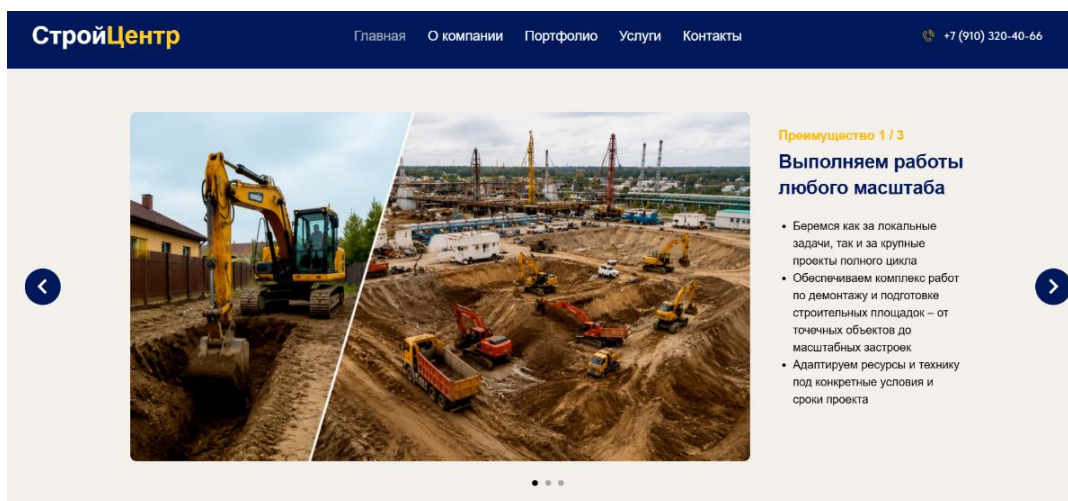 СтройЦентр
Главная О компании Портфолио Услуги Контакты
+7 (910) 320-40-66
Преимущество 1 / 3
Выполняем работы
любого масштаба
• Беремся как за локальные
задачи, так и за крупные
проекты полного цикла
• Обеспечиваем комплекс работ
по демонтажу и подготовке
строительных площадок – от
точечных объектов до
масштабных застроек
• Адаптируем ресурсы и технику
под конкретные условия и
сроки проекта